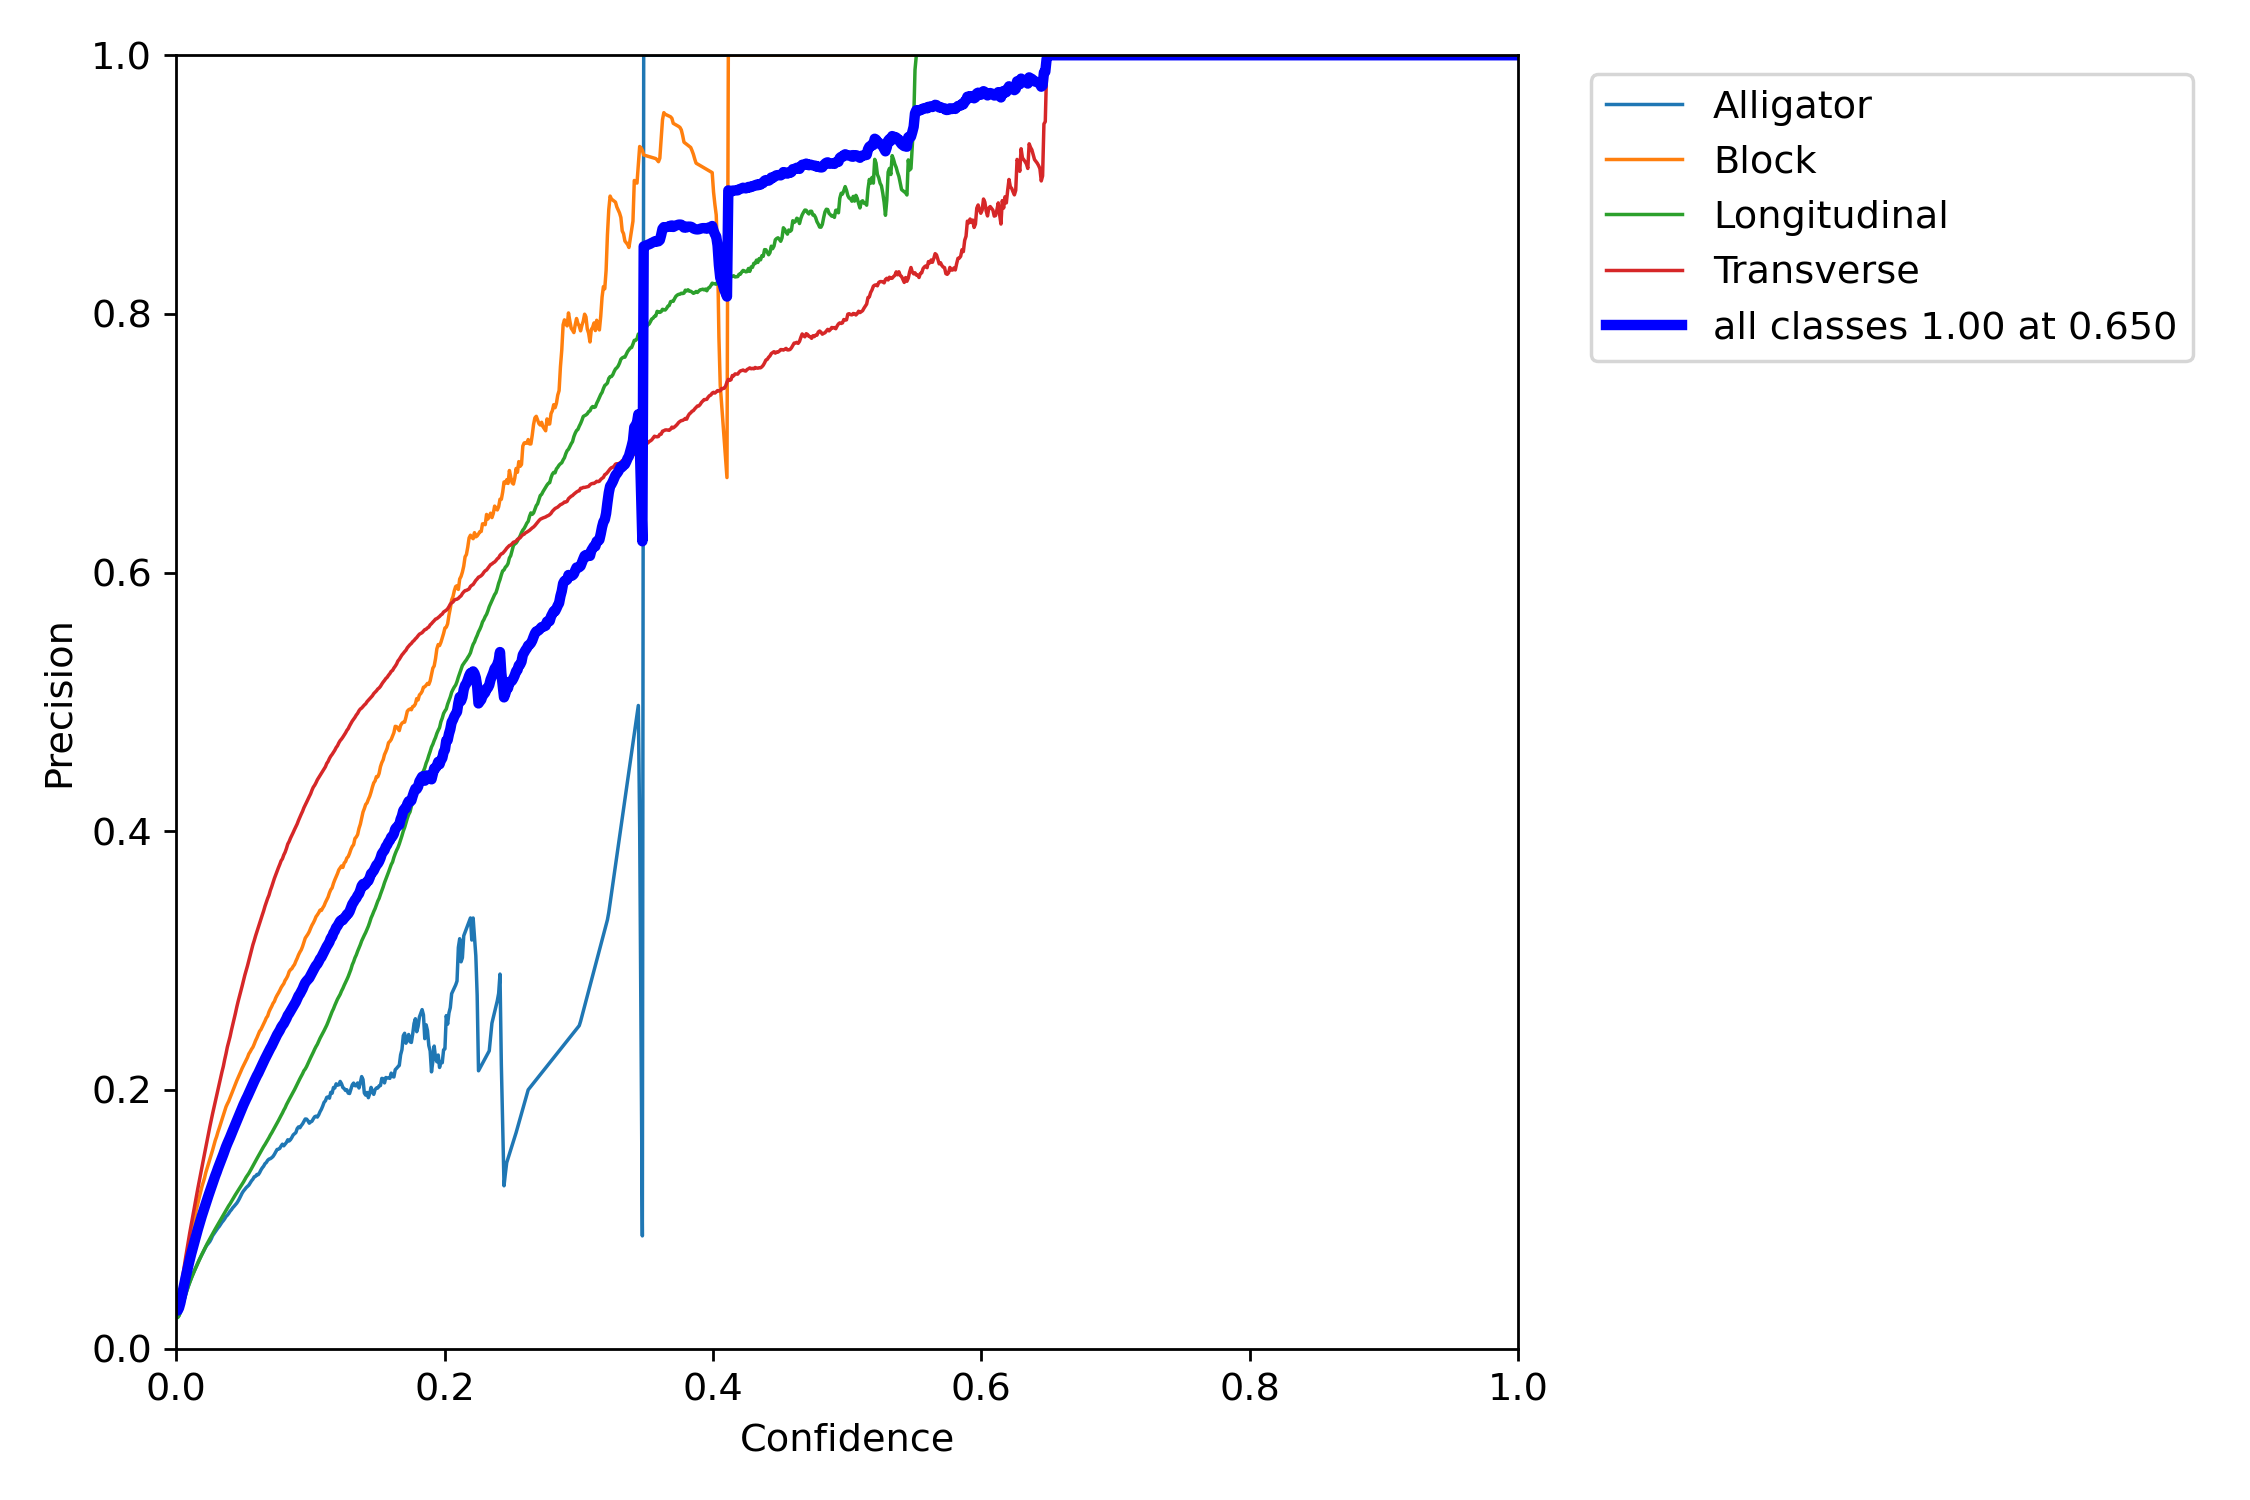 1.0
0.8
0.6
0.4
0.2
0.0
Precision
0.0 0.2 0.4 0.6 0.8 1.0
Confidence
Alligator
Block
Longitudinal
Transverse
all classes 1.00 at 0.650